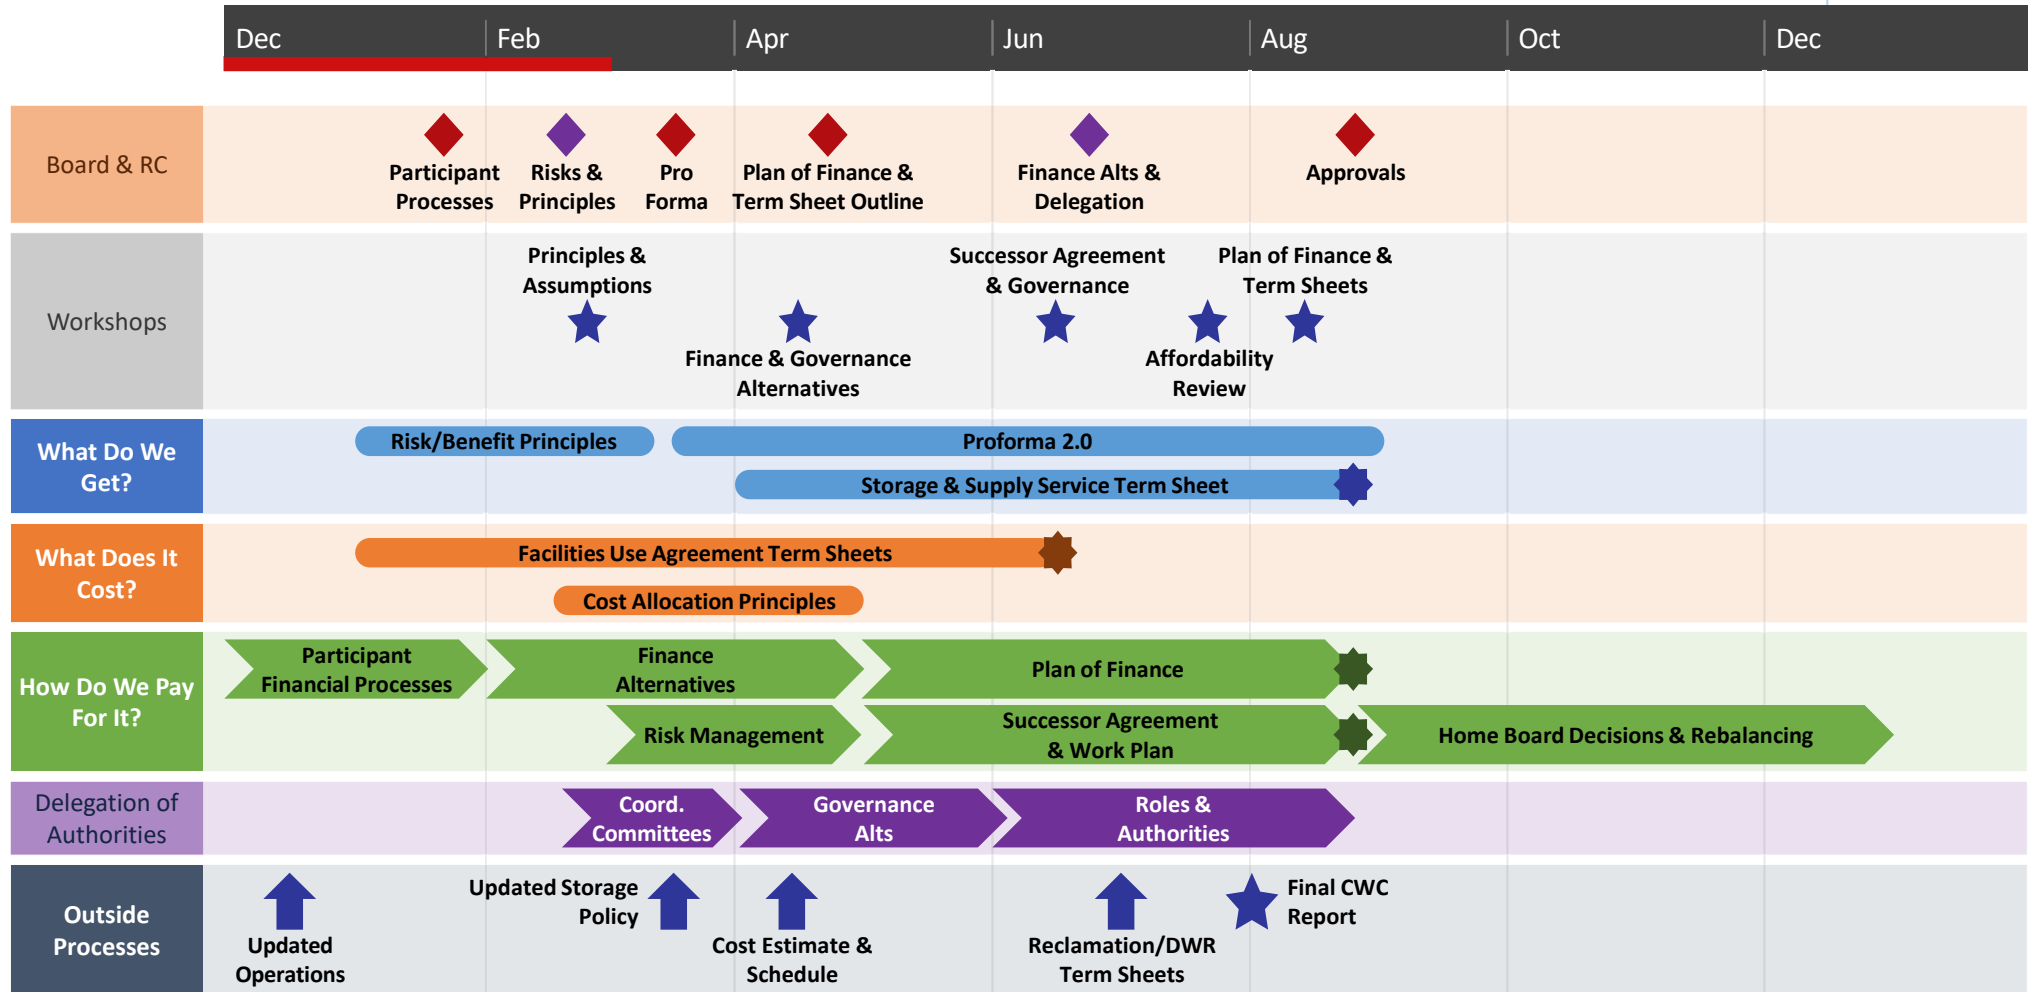 Dec Feb Apr Jun Aug Oct Dec
Board & RC
Participant
Processes
Risks &
Principles
Pro
Forma
Plan of Finance &
Term Sheet Outline
Finance Alts &
Delegation
Approvals
Workshops
Principles &
Assumptions
Finance & Governance
Alternatives
Successor Agreement
& Governance
Affordability
Review
Plan of Finance &
Term Sheets
What Do We
Get?
Risk/Benefit Principles
Proforma 2.0
Storage & Supply Service Term Sheet
What Does It
Cost?
Facilities Use Agreement Term Sheets
Cost Allocation Principles
How Do We Pay
For It?
Participant
Financial Processes
Finance
Alternatives
Plan of Finance
Risk Management
Successor Agreement
& Work Plan
Home Board Decisions & Rebalancing
Delegation of
Authorities
Coord.
Committees
Governance
Alts
Roles &
Authorities
Outside
Processes
Updated
Operations
Updated Storage
Policy
Cost Estimate &
Schedule
Reclamation/DWR
Term Sheets
Final CWC
Report